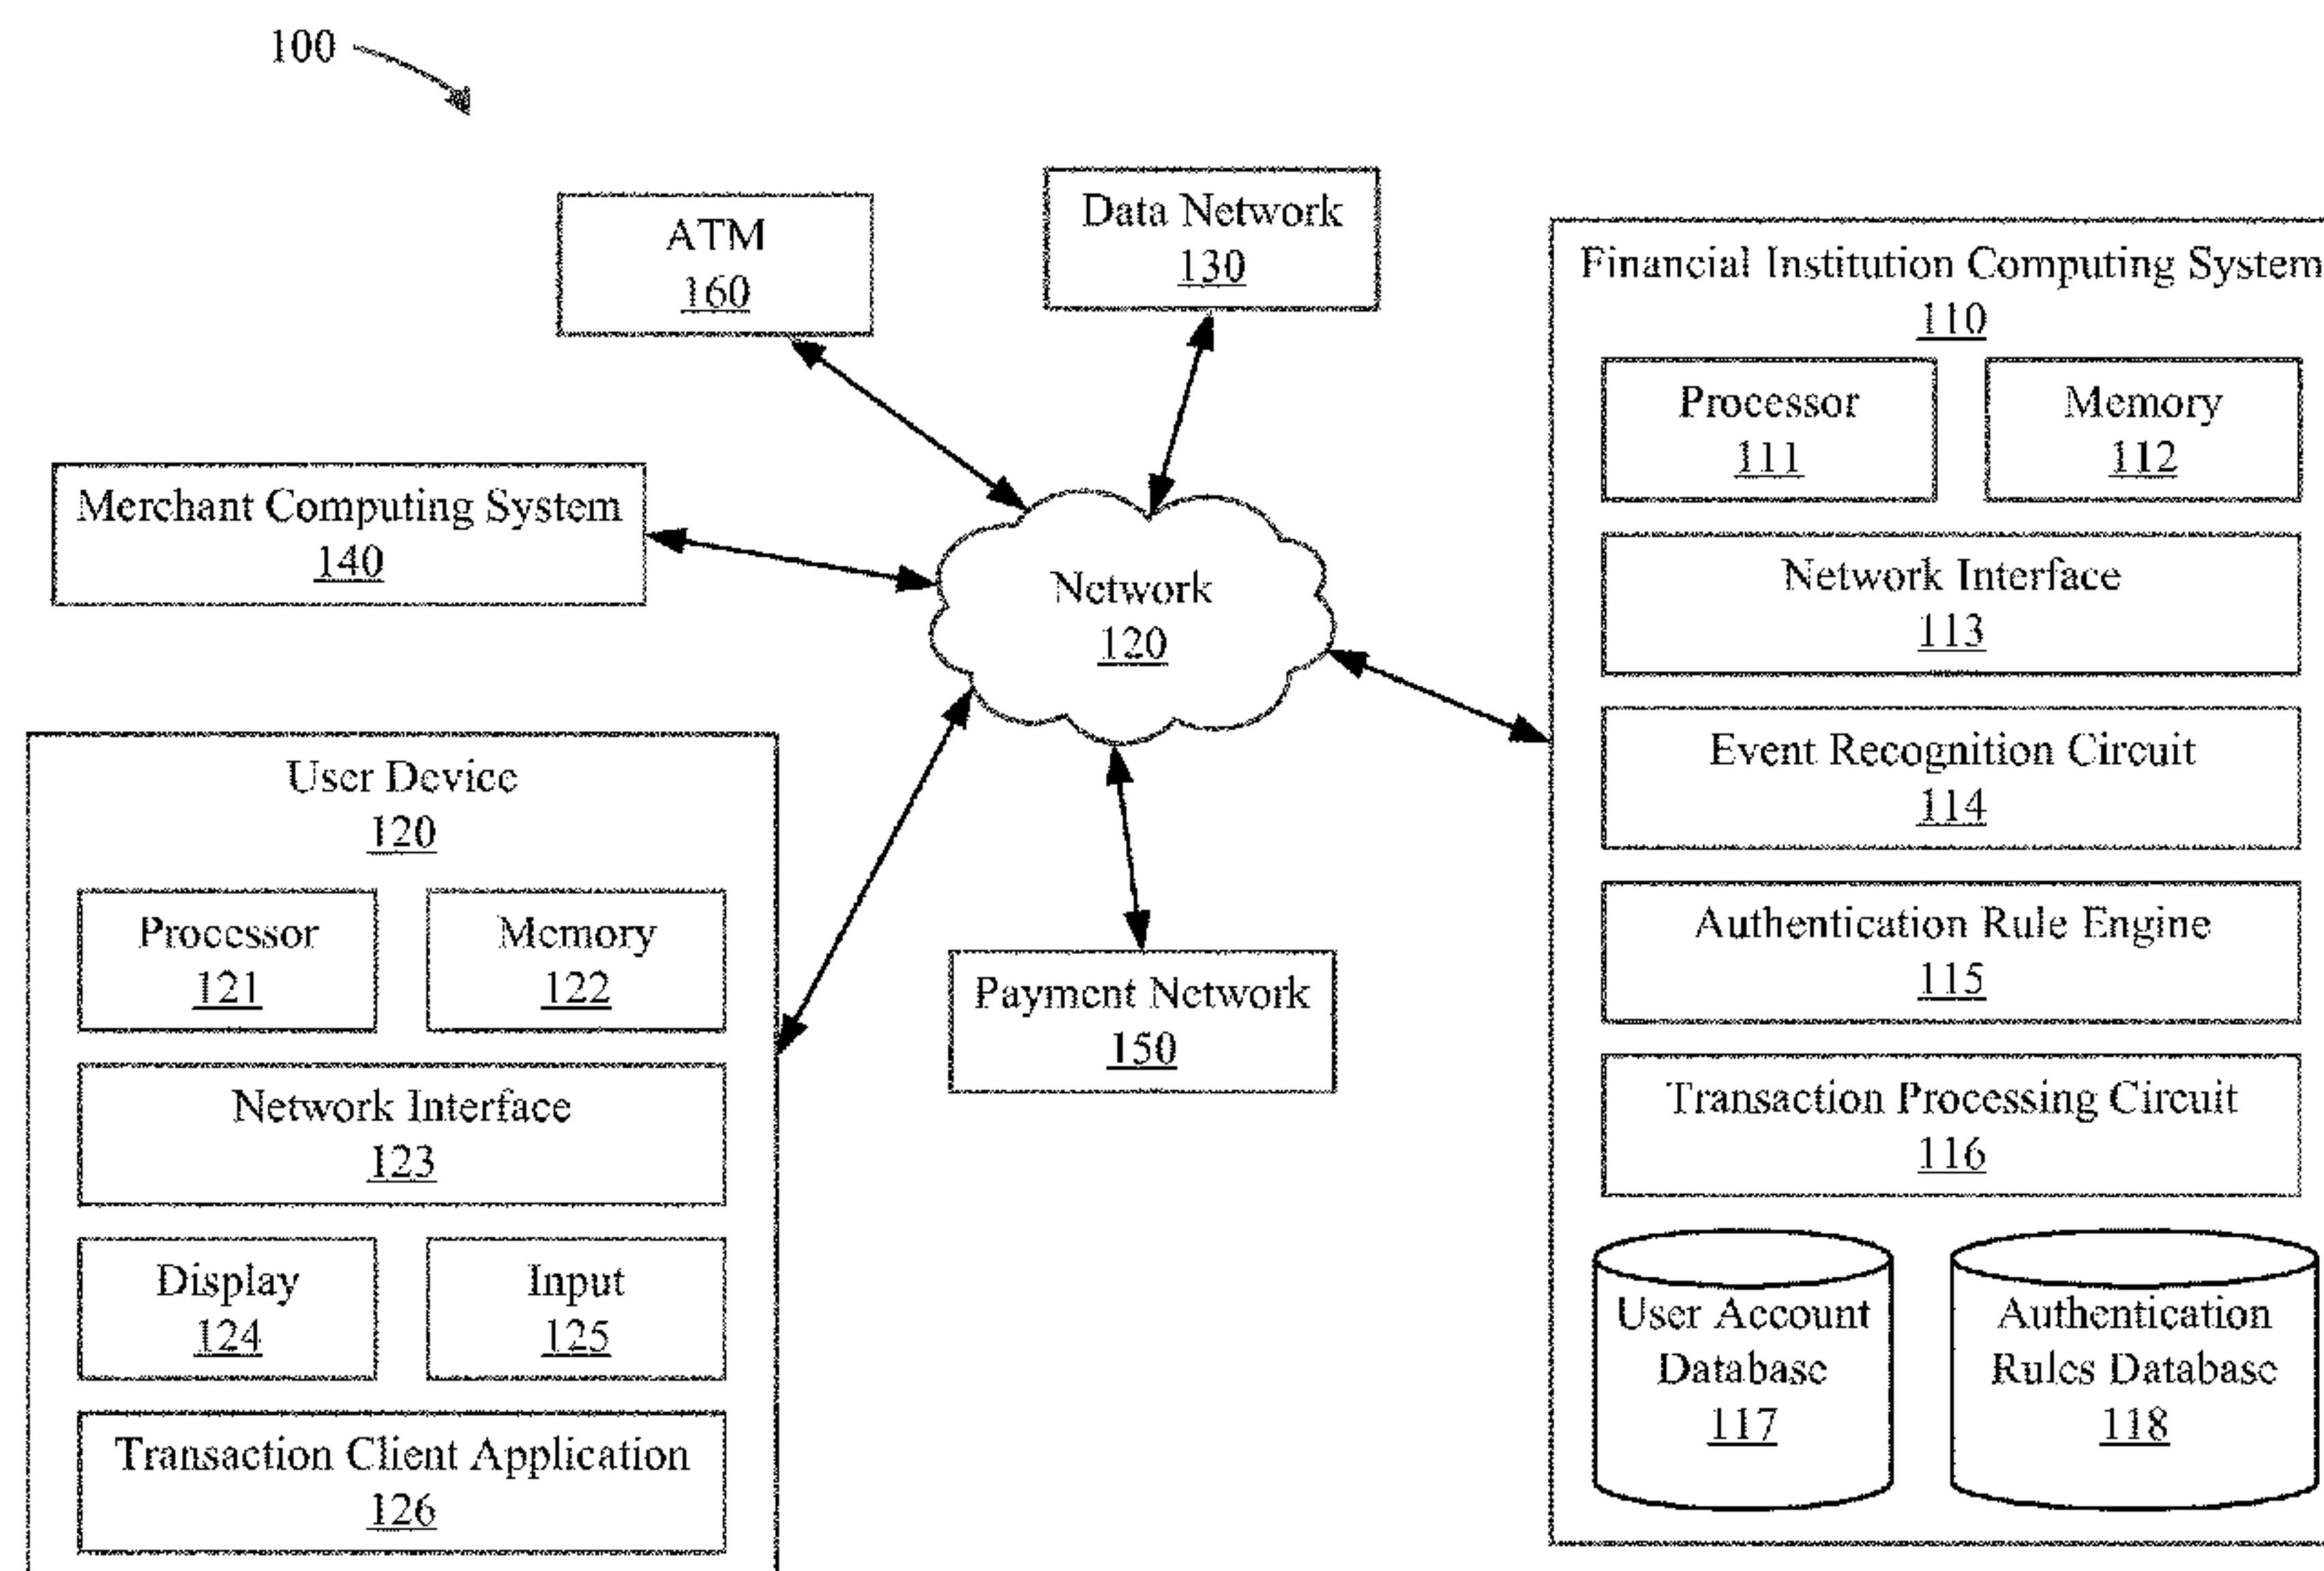 100
ATM
160
Data Network
130
Merchant Computing System
140
Network
120
Payment Network
150
User Device
120
Processor
121
Memory
122
Network Interface
123
Display
124
Input
125
Transaction Client Application
126
Financial Institution Computing System
110
Processor
111
Memory
112
Network Interface
113
Event Recognition Circuit
114
Authentication Rule Engine
115
Transaction Processing Circuit
116
User Account
Database
117
Authentication
Rules Database
118